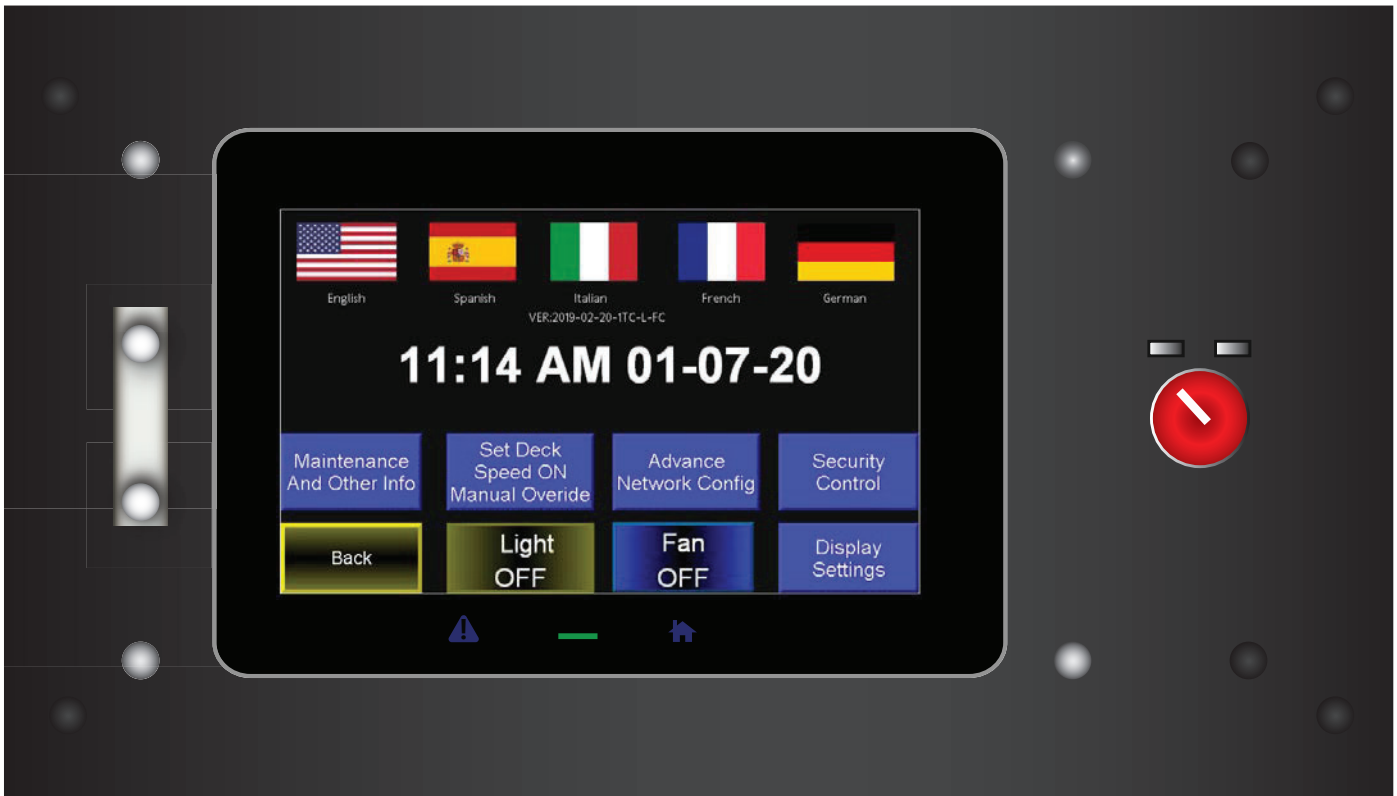 English Spanish Italian French German
VER:2019-02-20-1TC-L-FC
11:14 AM 01-07-20
Maintenance
And Other Info
Set Deck
Speed ON
Manual Overide
Advance
Network Config
Security
Control
Back
Light
OFF
Fan
OFF
Display
Settings